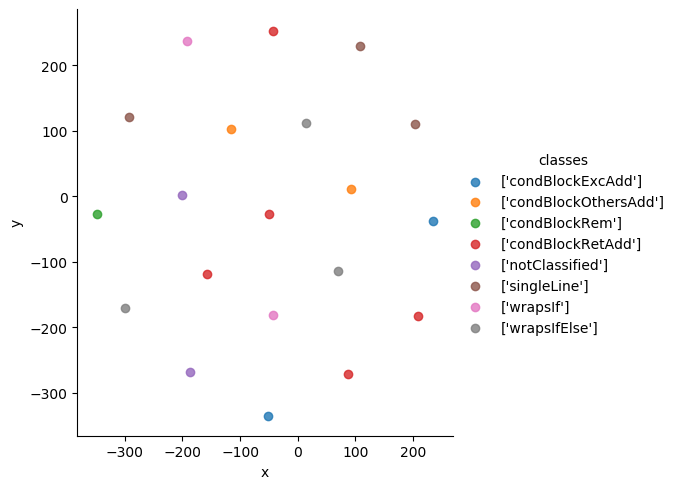 200
100
0
−100
−200
−300
y
−300
−200
−100
0
100
200
x
classes
['condBlockExcAdd']
['condBlockOthersAdd']
['condBlockRem']
['condBlockRetAdd']
['notClassified']
['singleLine']
['wrapsIf']
['wrapsIfElse']